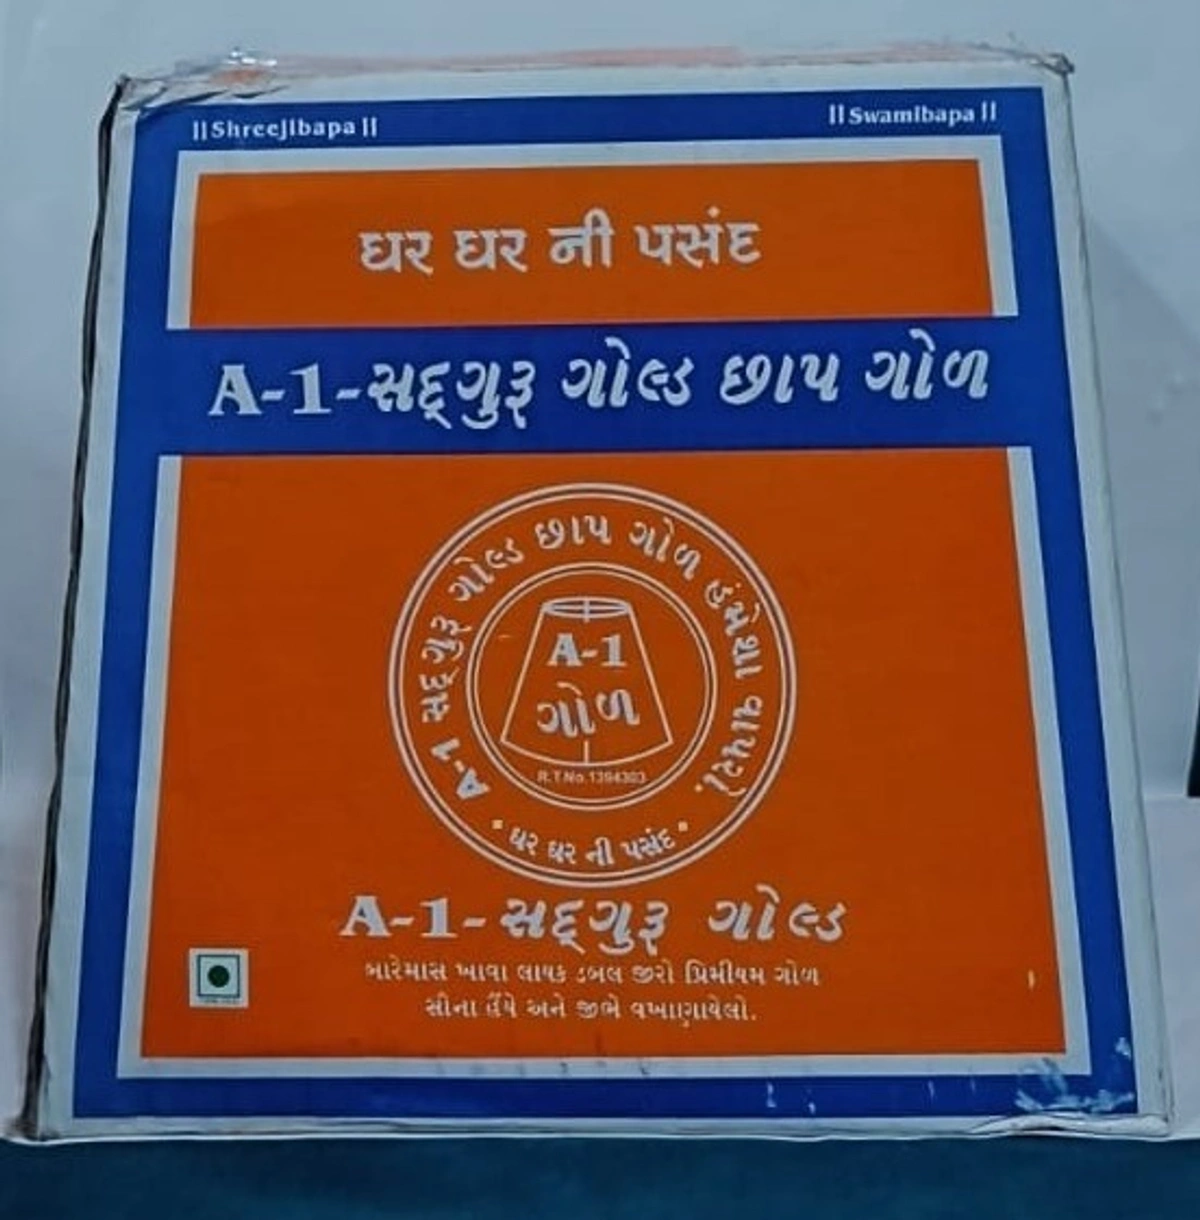 ||Shreejibapa||
||Swamibapa||
ઘર ઘર ની પસંદ
A-1-સદ્ગુરૂ ગોલ્ડ છાપ ગોળ
A-1 સદ્ગુરૂ ગોલ્ડ છાપ ગોળ હંમેશા વાપરો.
A-1
ગોળ
R.T.No.1394303
• ઘર ઘર ની પસંદ •
A-1-સદ્ગુરૂ ગોલ્ડ
બારેમાસ ખાવા લાયક ડબલ જીરો પ્રિમીયમ ગોળ
સૌના હૈંયે અને જીભે વખાણાયેલો.